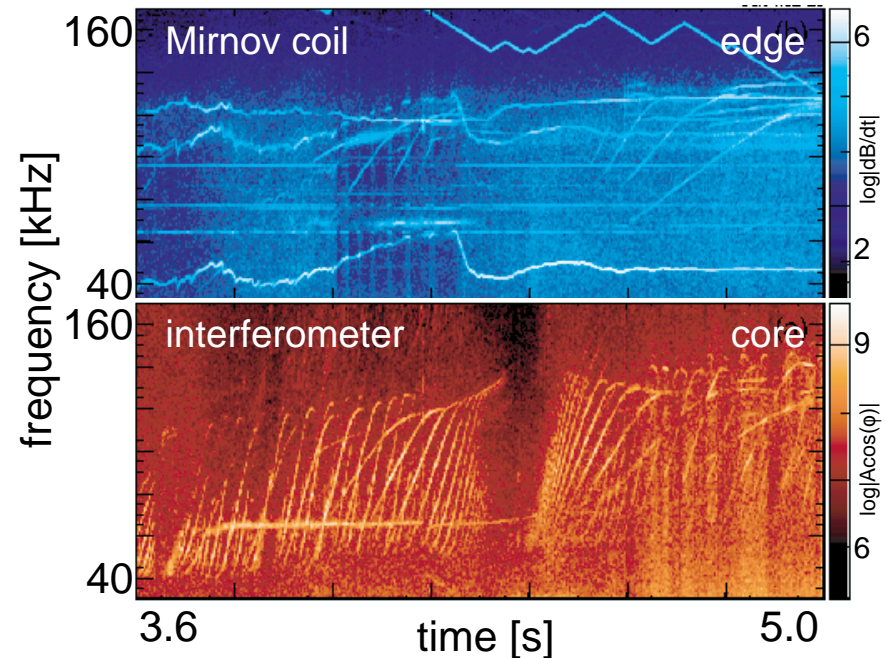 160
Mirnov coil
edge
(b)
6
frequency [kHz]
log|dB/dt|
2
40
160
interferometer
core
9
log|Acos(ϕ)|
6
40
3.6
time [s]
5.0